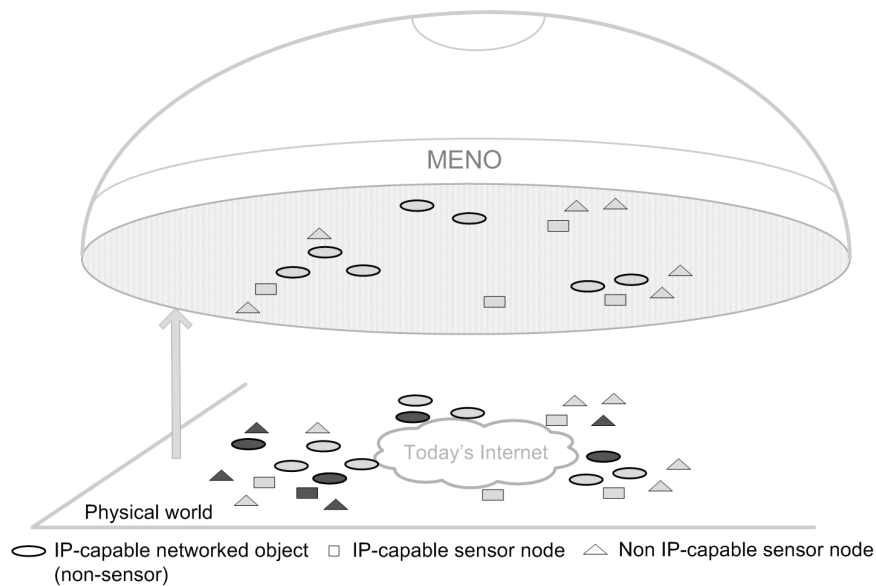 MENO
Today's Internet
Physical world
IP-capable networked object
(non-sensor)
IP-capable sensor node
Non IP-capable sensor node